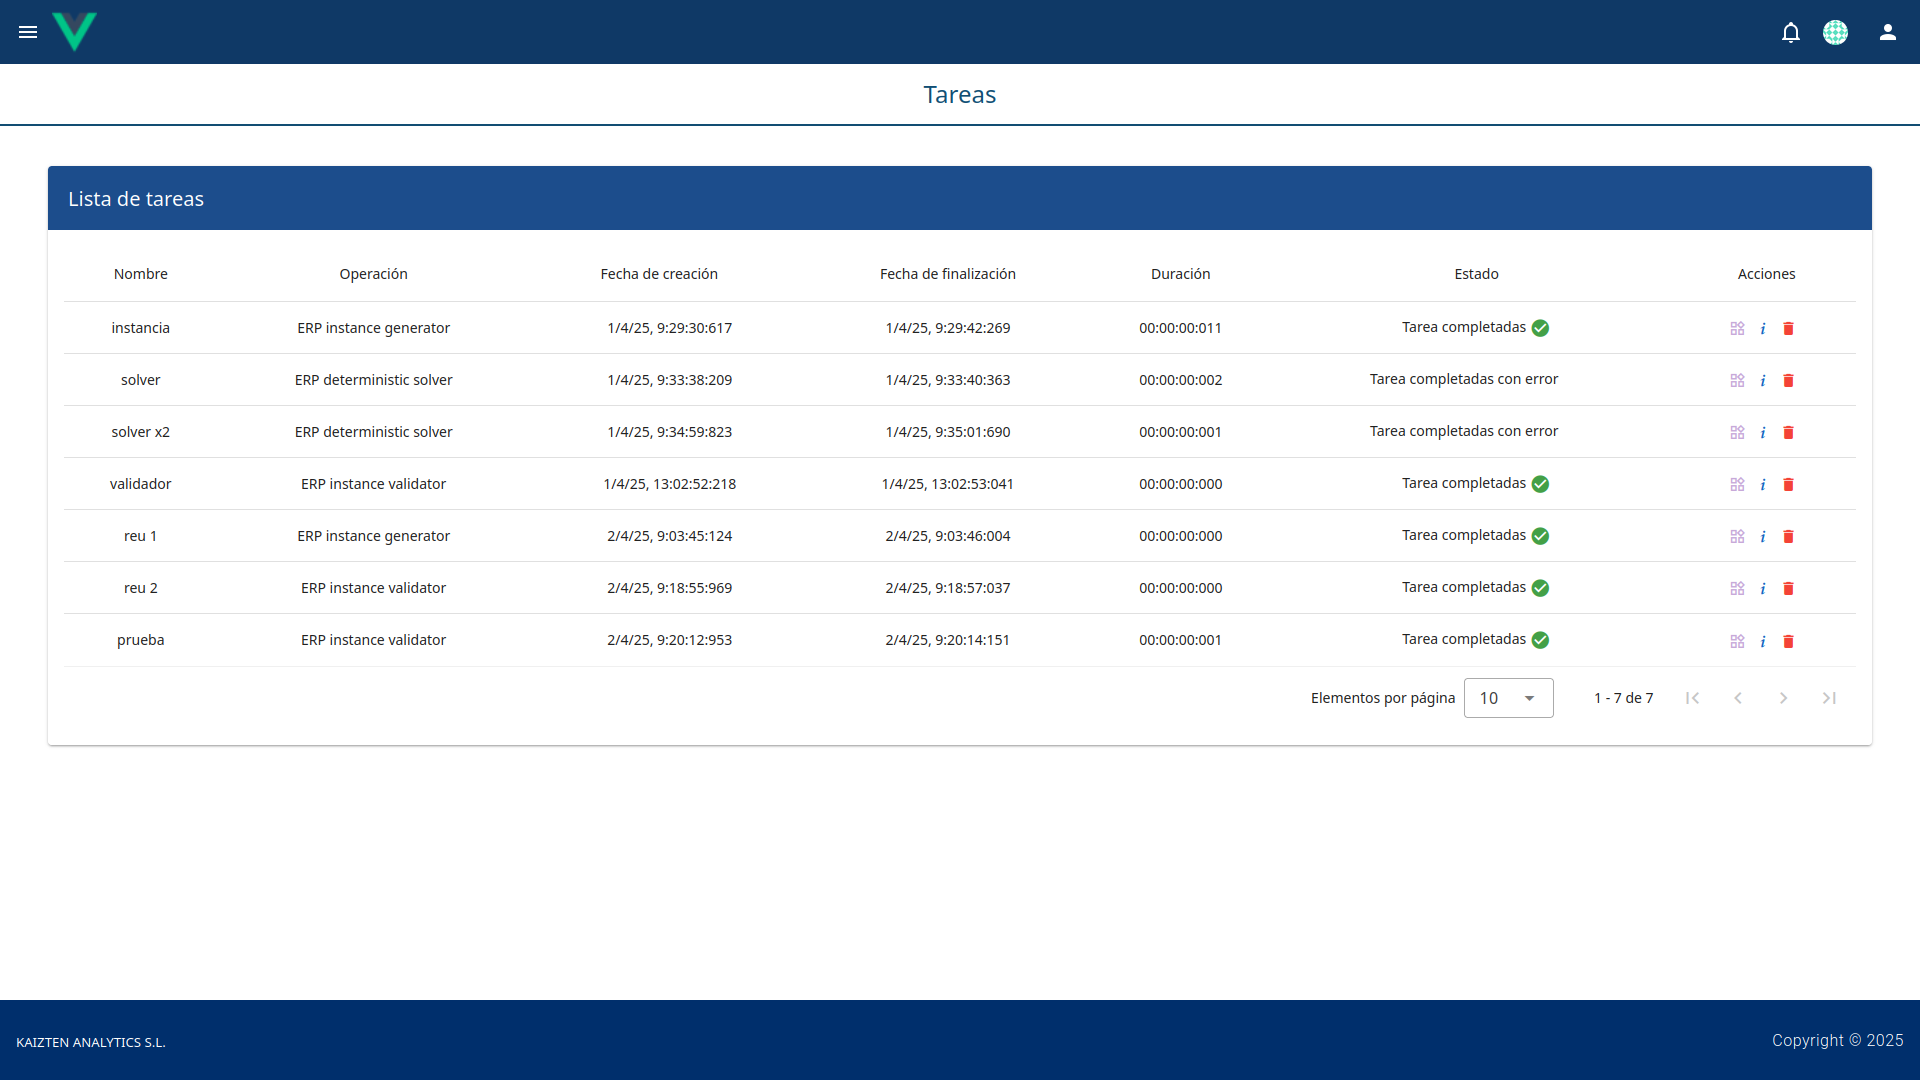 Tareas
Lista de tareas
Nombre Operación Fecha de creación Fecha de finalización Duración Estado Acciones
instancia ERP instance generator 1/4/25, 9:29:30:617 1/4/25, 9:29:42:269 00:00:00:011 Tarea completadas
solver ERP deterministic solver 1/4/25, 9:33:38:209 1/4/25, 9:33:40:363 00:00:00:002 Tarea completadas con error
solver x2 ERP deterministic solver 1/4/25, 9:34:59:823 1/4/25, 9:35:01:690 00:00:00:001 Tarea completadas con error
validador ERP instance validator 1/4/25, 13:02:52:218 1/4/25, 13:02:53:041 00:00:00:000 Tarea completadas
reu 1 ERP instance generator 2/4/25, 9:03:45:124 2/4/25, 9:03:46:004 00:00:00:000 Tarea completadas
reu 2 ERP instance validator 2/4/25, 9:18:55:969 2/4/25, 9:18:57:037 00:00:00:000 Tarea completadas
prueba ERP instance validator 2/4/25, 9:20:12:953 2/4/25, 9:20:14:151 00:00:00:001 Tarea completadas
Elementos por página 10 1 - 7 de 7
KAIZTEN ANALYTICS S.L. Copyright © 2025